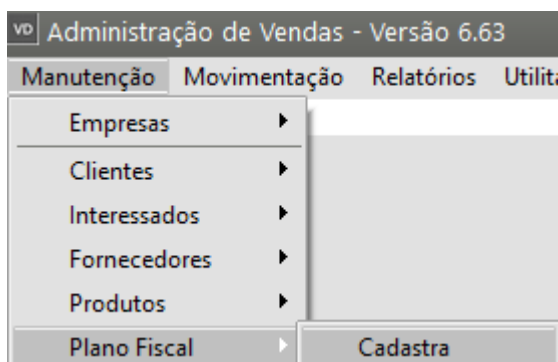 VD Administração de Vendas - Versão 6.63
Manutenção Movimentação Relatórios
Empresas
Clientes
Interessados
Fornecedores
Produtos
Plano Fiscal Cadastra